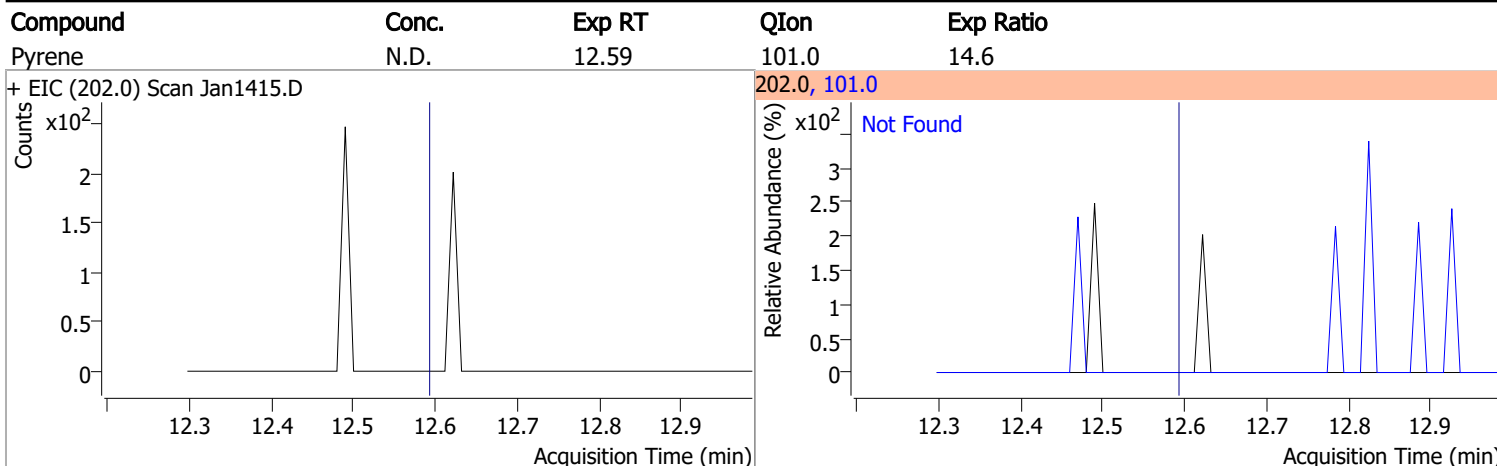 Compound Conc. Exp RT QIon Exp Ratio
Pyrene N.D. 12.59 101.0 14.6
+ EIC (202.0) Scan Jan1415.D
Counts
x10²
2
1.5
1
0.5
0
12.3 12.4 12.5 12.6 12.7 12.8 12.9
Acquisition Time (min)
202.0, 101.0
Relative Abundance (%)
x10²
Not Found
3
2.5
2
1.5
1
0.5
0
12.3 12.4 12.5 12.6 12.7 12.8 12.9
Acquisition Time (min)